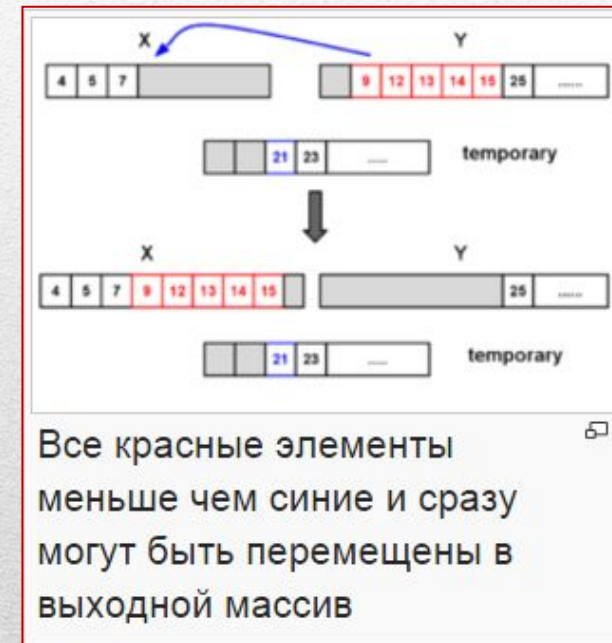 X Y
4 5 7 9 12 13 14 15 25 ......
21 23 ..... temporary
X Y
4 5 7 9 12 13 14 15 25 ......
21 23 .... temporary
Все красные элементы
меньше чем синие и сразу
могут быть перемещены в
выходной массив